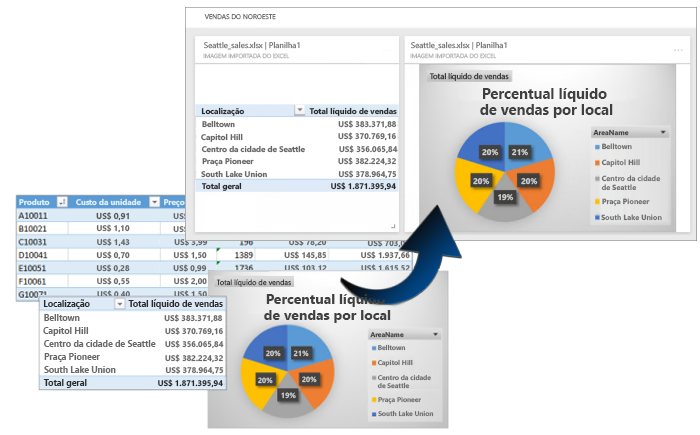 VENDAS DO NOROESTE
Seattle_sales.xlsx | Planilha1
IMAGEM IMPORTADA DO EXCEL
Localização Total líquido de vendas
Belltown US$ 383.371,88
Capitol Hill US$ 370.769,16
Centro da cidade de Seattle US$ 356.065,84
Praça Pioneer US$ 382.224,32
South Lake Union US$ 378.964,75
Total geral US$ 1.871.395,94
Seattle_sales.xlsx | Planilha1
IMAGEM IMPORTADA DO EXCEL
Total líquido de vendas
Percentual líquido
de vendas por local
20% 21%
20% 20%
19%
AreaName
Belltown
Capitol Hill
Centro da cidade
de Seattle
Praça Pioneer
South Lake Union
Produto Custo da unidade Preço
A10011 US$ 0,91 US$
B10021 US$ 1,10 US$
C10031 US$ 1,43 US$ 3,99 196 US$ 78,20 US$ 703,0
D10041 US$ 0,70 US$ 1,50 1389 US$ 145,85 US$ 1.937,66
E10051 US$ 0,28 US$ 0,99 1736 US$ 103,12 US$ 1.615,52
F10061 US$ 0,55 US$ 2,00
G10071 US$ 0,40 US$ 1,50
Localização Total líquido de vendas
Belltown US$ 383.371,88
Capitol Hill US$ 370.769,16
Centro da cidade de Seattle US$ 356.065,84
Praça Pioneer US$ 382.224,32
South Lake Union US$ 378.964,75
Total geral US$ 1.871.395,94
Total líquido de vendas
Percentual líquido
de vendas por local
20% 21%
20% 20%
19%
AreaName
Belltown
Capitol Hill
Centro da cidade
de Seattle
Praça Pioneer
South Lake Union